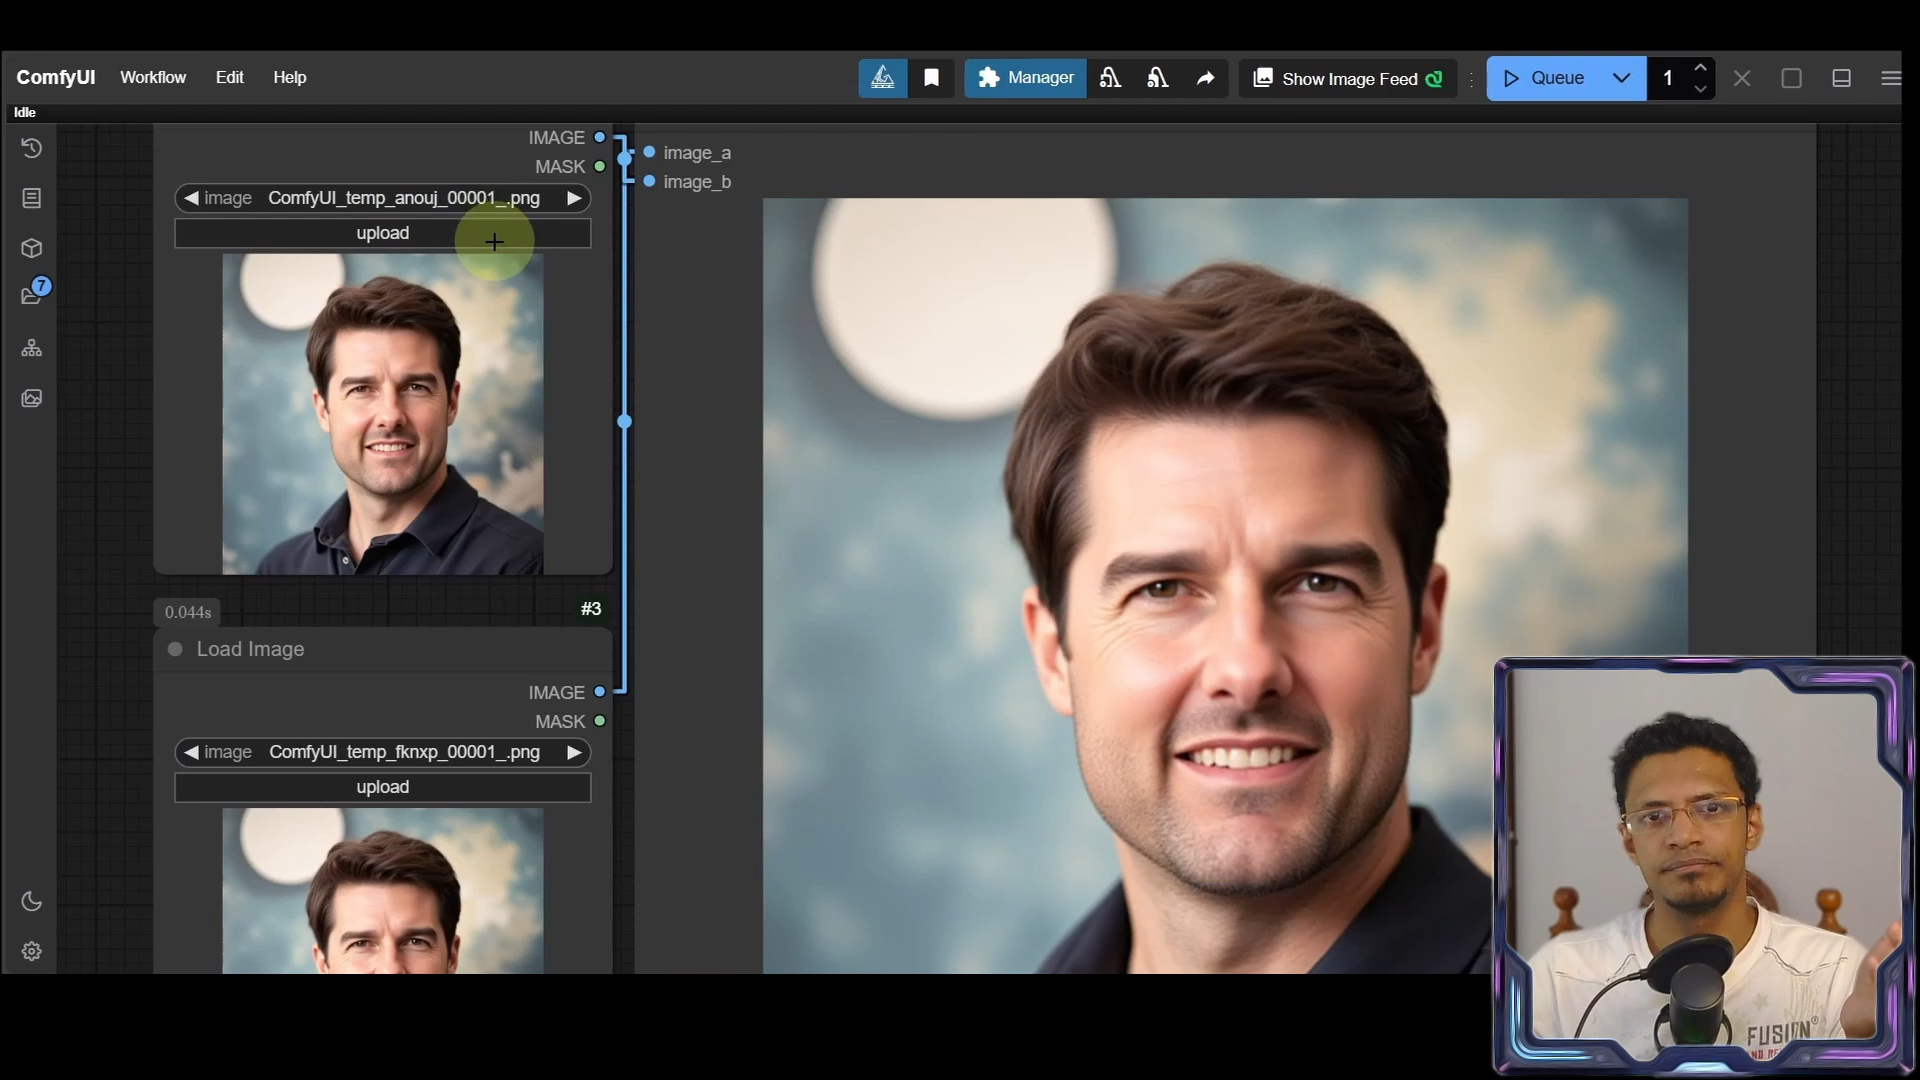 ComfyUI Workflow Edit Help Manager Show Image Feed Queue 1
Idle
7
IMAGE
MASK
image ComfyUI_temp_anouj_00001_.png
upload
image_a
image_b
0.044s #3
Load Image
IMAGE
MASK
image ComfyUI_temp_fknxp_00001_.png
upload
FUSION®